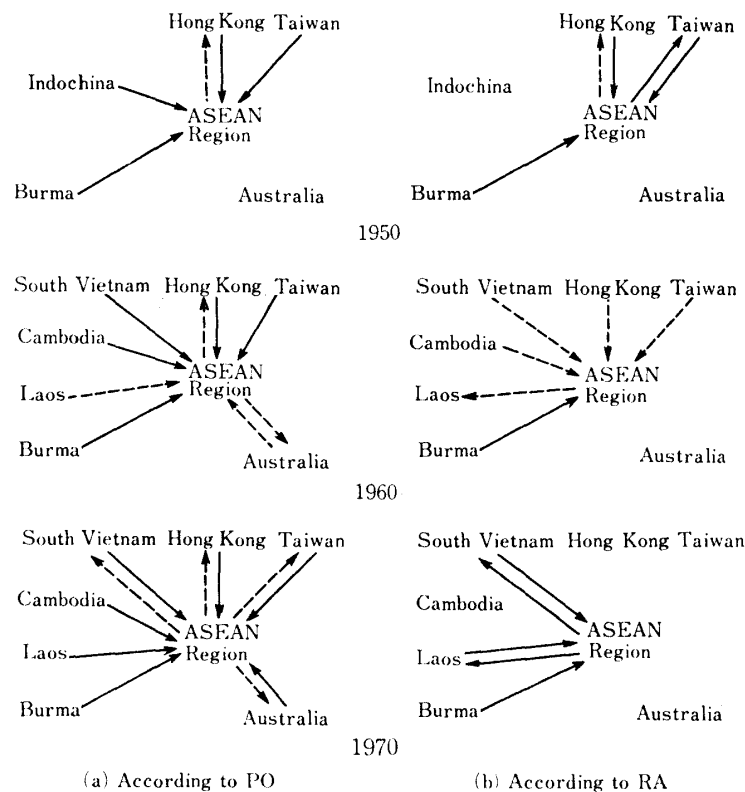 Hong Kong Taiwan
Indochina
ASEAN
Region
Burma
Australia
Hong Kong Taiwan
Indochina
ASEAN
Region
Burma
Australia
1950
South Vietnam Hong Kong Taiwan
Cambodia
ASEAN
Region
Laos
Burma
Australia
South Vietnam Hong Kong Taiwan
Cambodia
ASEAN
Region
Laos
Burma
Australia
1960
South Vietnam Hong Kong Taiwan
Cambodia
ASEAN
Region
Laos
Burma
Australia
South Vietnam Hong Kong Taiwan
Cambodia
ASEAN
Region
Laos
Burma
Australia
1970
(a) According to PO
(b) According to RA